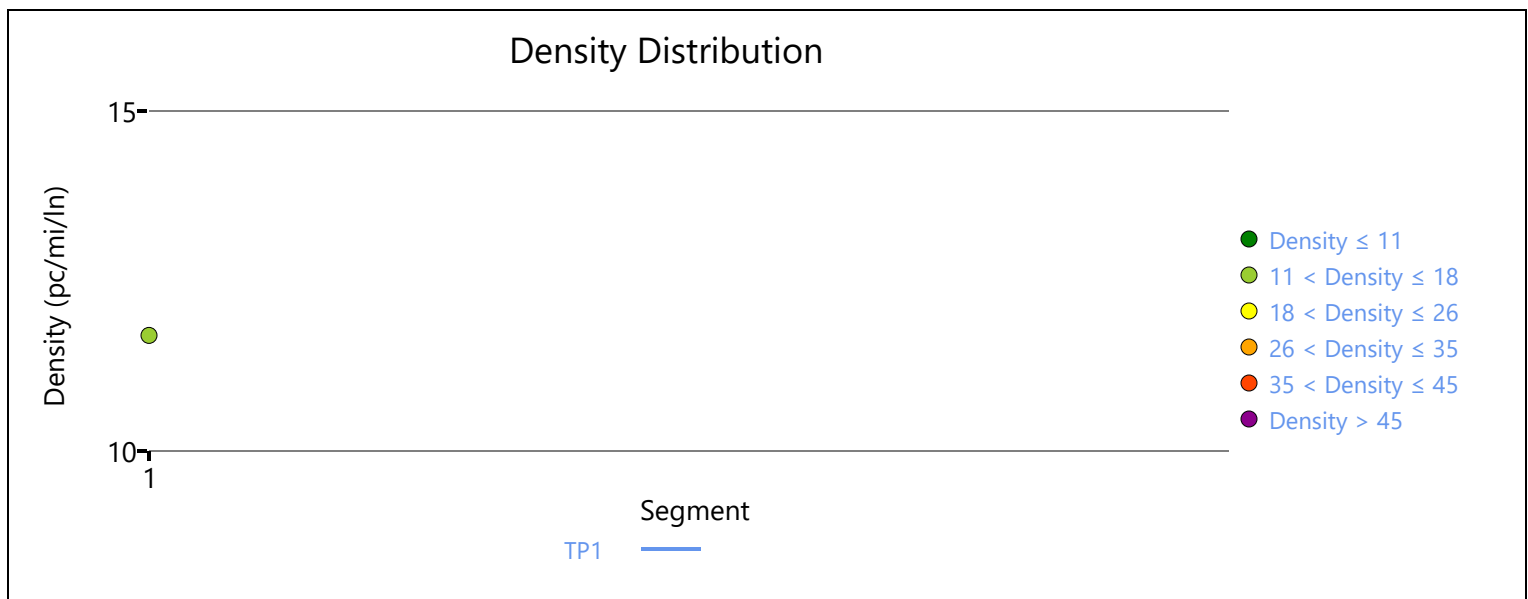 Density Distribution
15
Density (pc/mi/ln)
10
1
Segment
TP1
Density ≤ 11
11 < Density ≤ 18
18 < Density ≤ 26
26 < Density ≤ 35
35 < Density ≤ 45
Density > 45